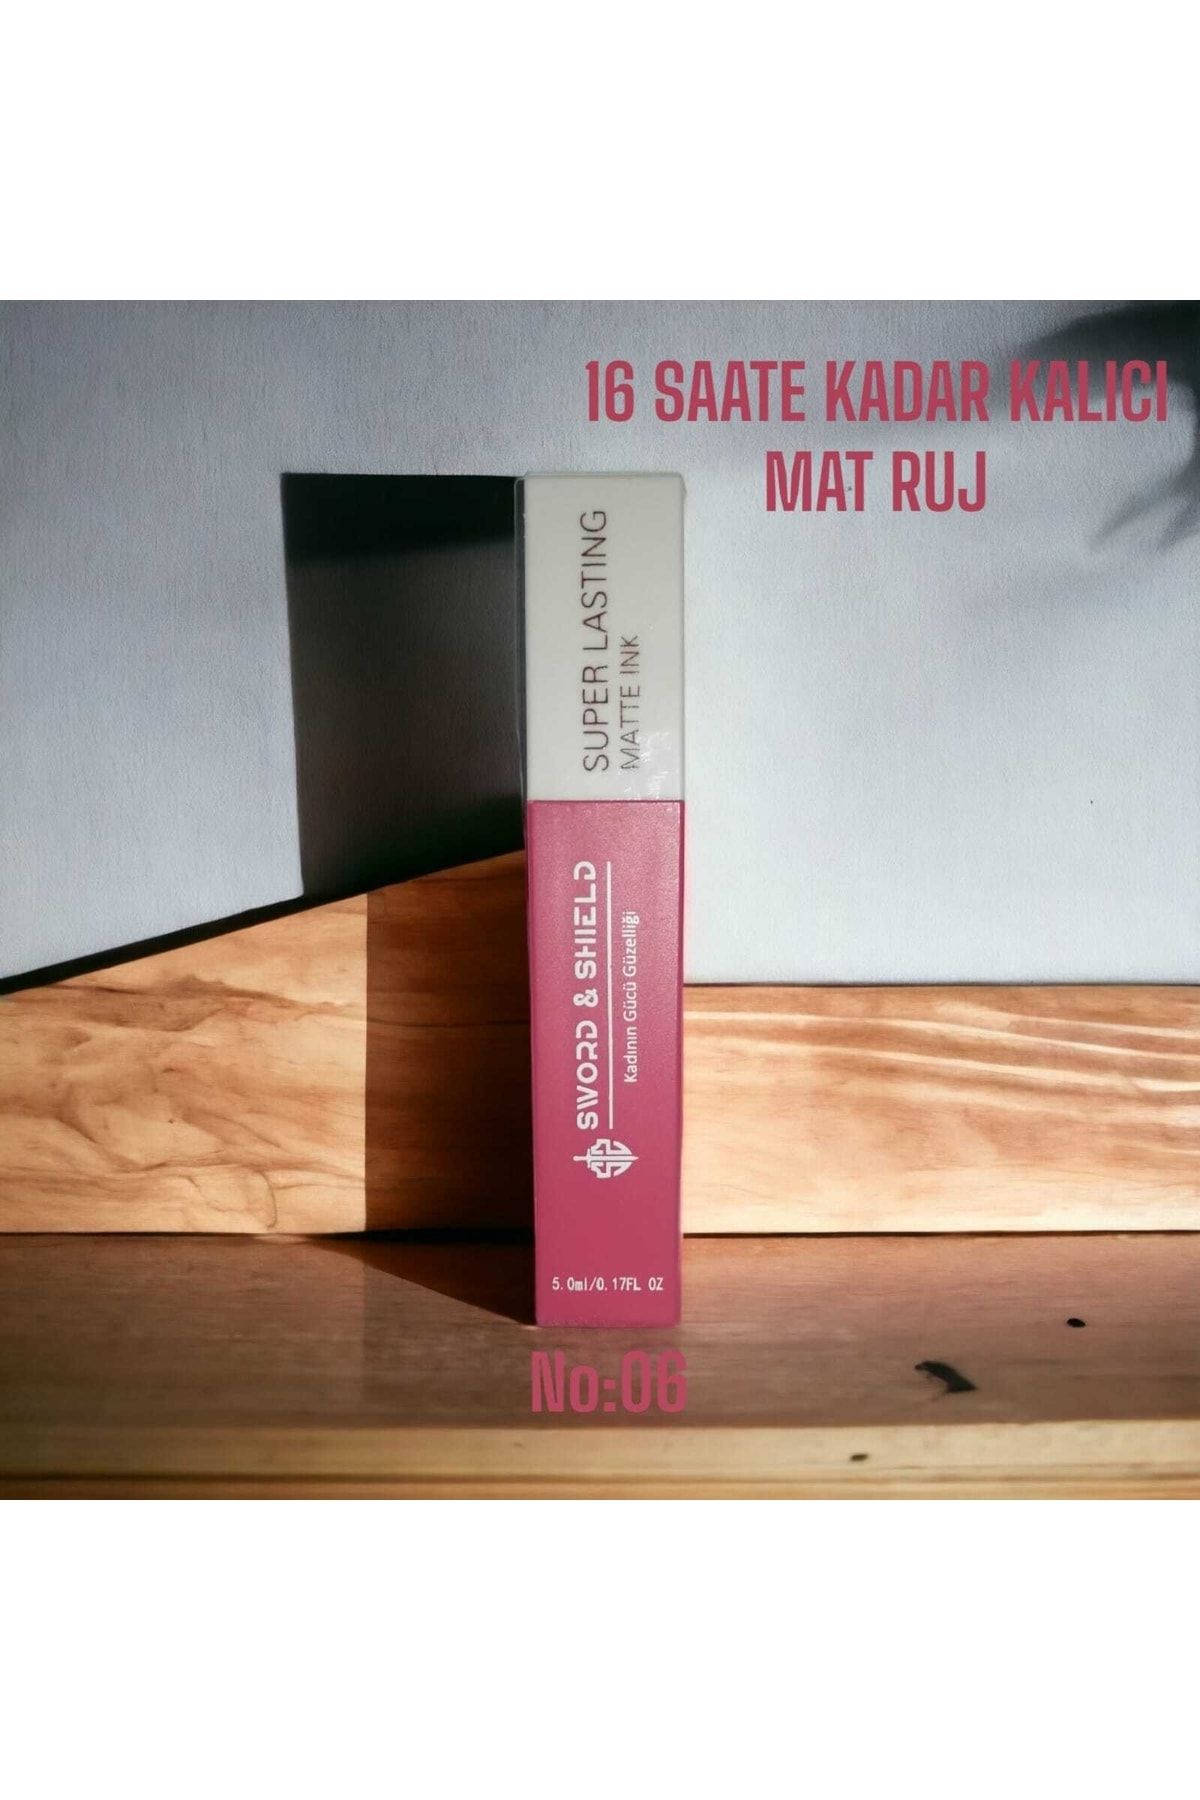 16 SAATE KADAR KALICI
MAT RUJ
SUPER LASTING
MATTE INK
SWORD & SHIELD
Kadının Gücü Güzelliği
5.0ml/0.17FL OZ
No:06